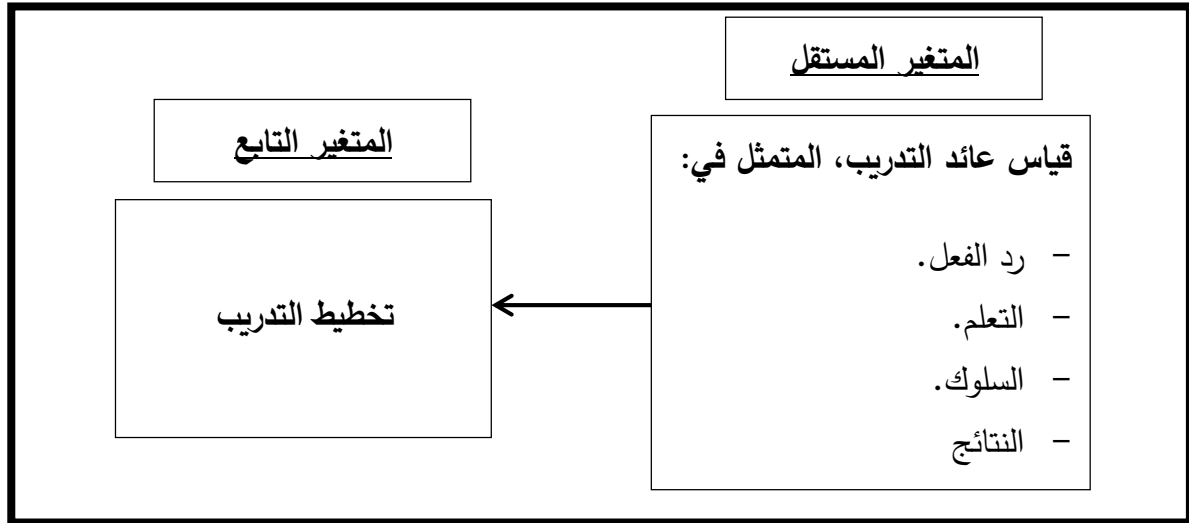 المتغير المستقل
قياس عائد التدريب، المتمثل في:
– رد الفعل.
– التعلم.
– السلوك.
– النتائج
المتغير التابع
تخطيط التدريب